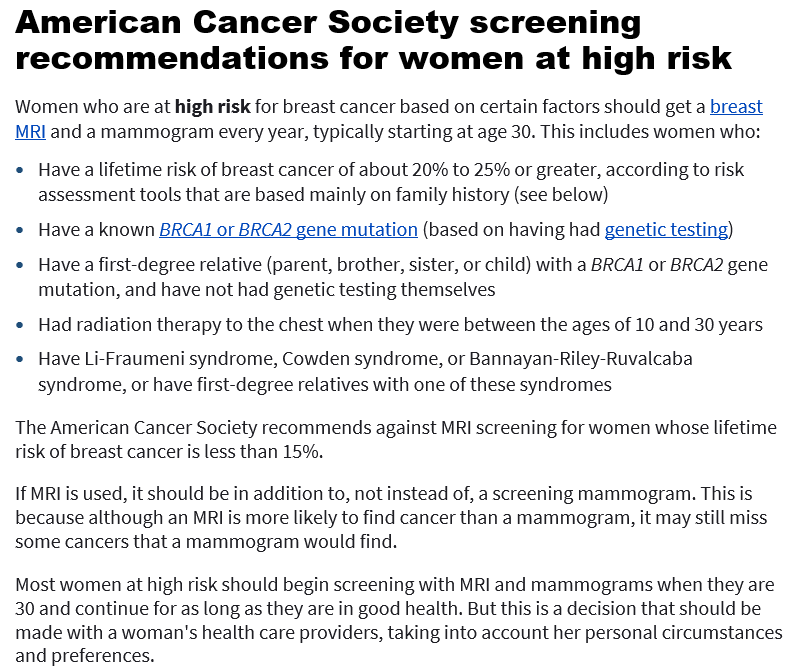 American Cancer Society screening
recommendations for women at high risk
Women who are at high risk for breast cancer based on certain factors should get a breast
MRI and a mammogram every year, typically starting at age 30. This includes women who:
• Have a lifetime risk of breast cancer of about 20% to 25% or greater, according to risk
assessment tools that are based mainly on family history (see below)
• Have a known BRCA1 or BRCA2 gene mutation (based on having had genetic testing)
• Have a first-degree relative (parent, brother, sister, or child) with a BRCA1 or BRCA2 gene
mutation, and have not had genetic testing themselves
• Had radiation therapy to the chest when they were between the ages of 10 and 30 years
• Have Li-Fraumeni syndrome, Cowden syndrome, or Bannayan-Riley-Ruvalcaba
syndrome, or have first-degree relatives with one of these syndromes
The American Cancer Society recommends against MRI screening for women whose lifetime
risk of breast cancer is less than 15%.
If MRI is used, it should be in addition to, not instead of, a screening mammogram. This is
because although an MRI is more likely to find cancer than a mammogram, it may still miss
some cancers that a mammogram would find.
Most women at high risk should begin screening with MRI and mammograms when they are
30 and continue for as long as they are in good health. But this is a decision that should be
made with a woman's health care providers, taking into account her personal circumstances
and preferences.